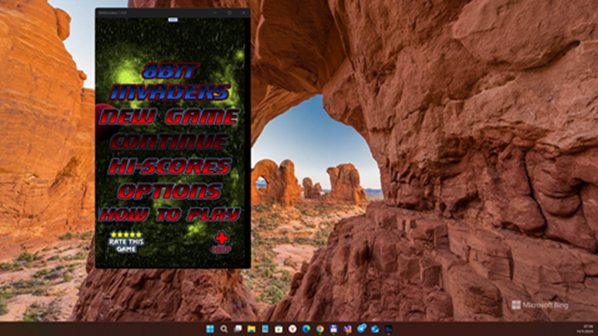 8BIT
INVADERS
NEW GAME
CONTINUE
HI-SCORES
OPTIONS
HOW TO PLAY
RATE THIS
GAME
Microsoft Bing